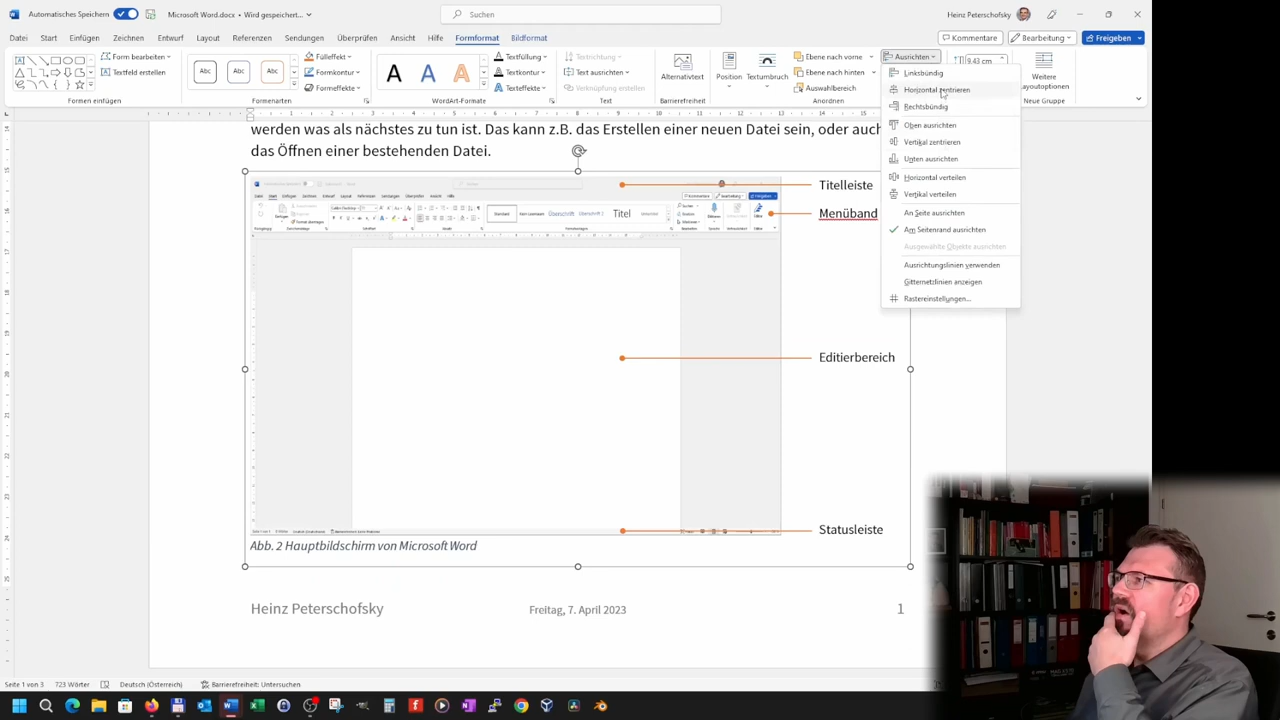 Automatisches Speichern
Microsoft Word.docx • Wird gespeichert...
Suchen
Heinz Peterschofsky
Datei Start Einfügen Zeichnen Entwurf Layout Referenzen Sendungen Überprüfen Ansicht Hilfe Formformat Bildformat
Kommentare Bearbeitung Freigeben
Form bearbeiten
Textfeld erstellen
Formen einfügen
Abc Abc Abc
Fülleffekt
Formkontur
Formeffekte
Formenarten
A A A
Textfüllung
Textkontur
Texteffekte
WordArt-Formate
Textrichtung
Text ausrichten
Verknüpfung erstellen
Text
Alternativtext
Barrierefreiheit
Position
Textumbruch
Ebene nach vorne
Ebene nach hinten
Auswahlbereich
Anordnen
Ausrichten
9,43 cm
Weitere
Layoutoptionen
Neue Gruppe
Linksbündig
Horizontal zentrieren
Rechtsbündig
Oben ausrichten
Vertikal zentrieren
Unten ausrichten
Horizontal verteilen
Vertikal verteilen
An Seite ausrichten
Am Seitenrand ausrichten
Ausgewählte Objekte ausrichten
Ausrichtungslinien verwenden
Gitternetzlinien anzeigen
Rastereinstellungen...
werden was als nächstes zu tun ist. Das kann z.B. das Erstellen einer neuen Datei sein, oder auch
das Öffnen einer bestehenden Datei.
Titelleiste
Menüband
Editierbereich
Statusleiste
Abb. 2 Hauptbildschirm von Microsoft Word
Heinz Peterschofsky
Freitag, 7. April 2023
1
Seite 1 von 3 723 Wörter Deutsch (Österreich) Barrierefreiheit: Untersuchen